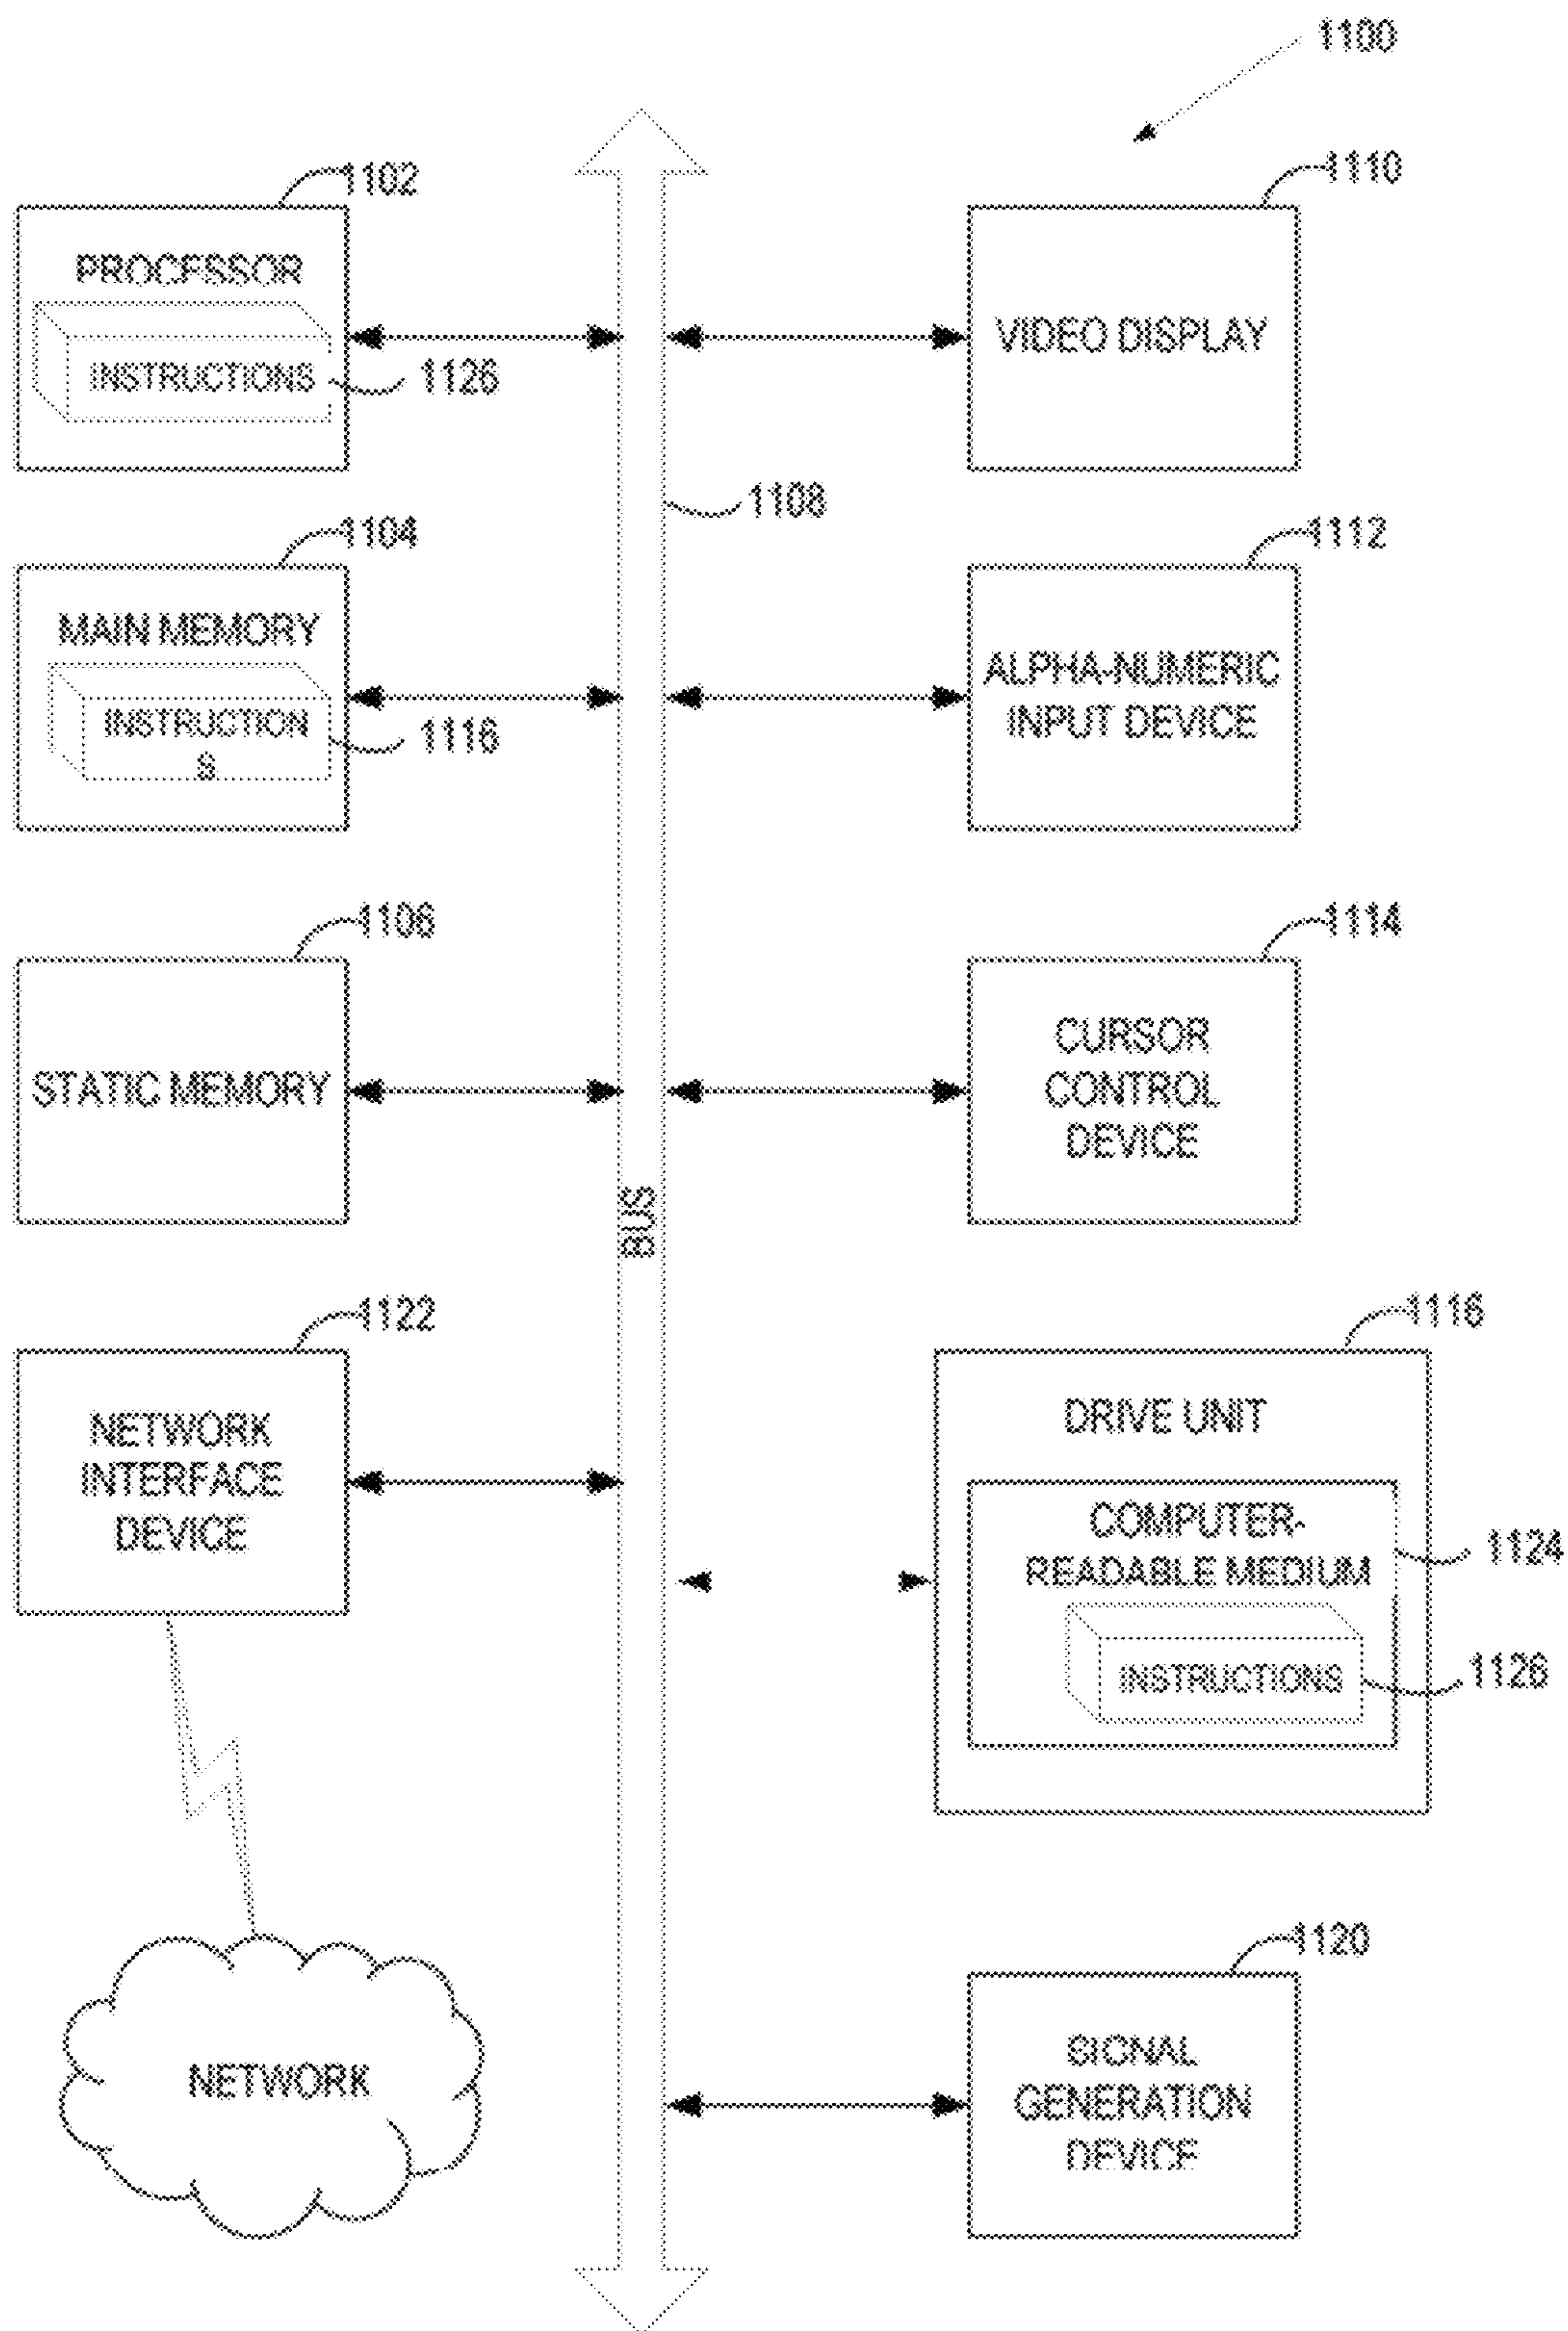 1100
1102
PROCESSOR
INSTRUCTIONS
1126
1110
VIDEO DISPLAY
1108
1104
MAIN MEMORY
INSTRUCTION
S
1116
1112
ALPHA-NUMERIC
INPUT DEVICE
1106
STATIC MEMORY
1114
CURSOR
CONTROL
DEVICE
BUS
1122
NETWORK
INTERFACE
DEVICE
1116
DRIVE UNIT
COMPUTER-
READABLE MEDIUM
1124
INSTRUCTIONS
1126
NETWORK
1120
SIGNAL
GENERATION
DEVICE